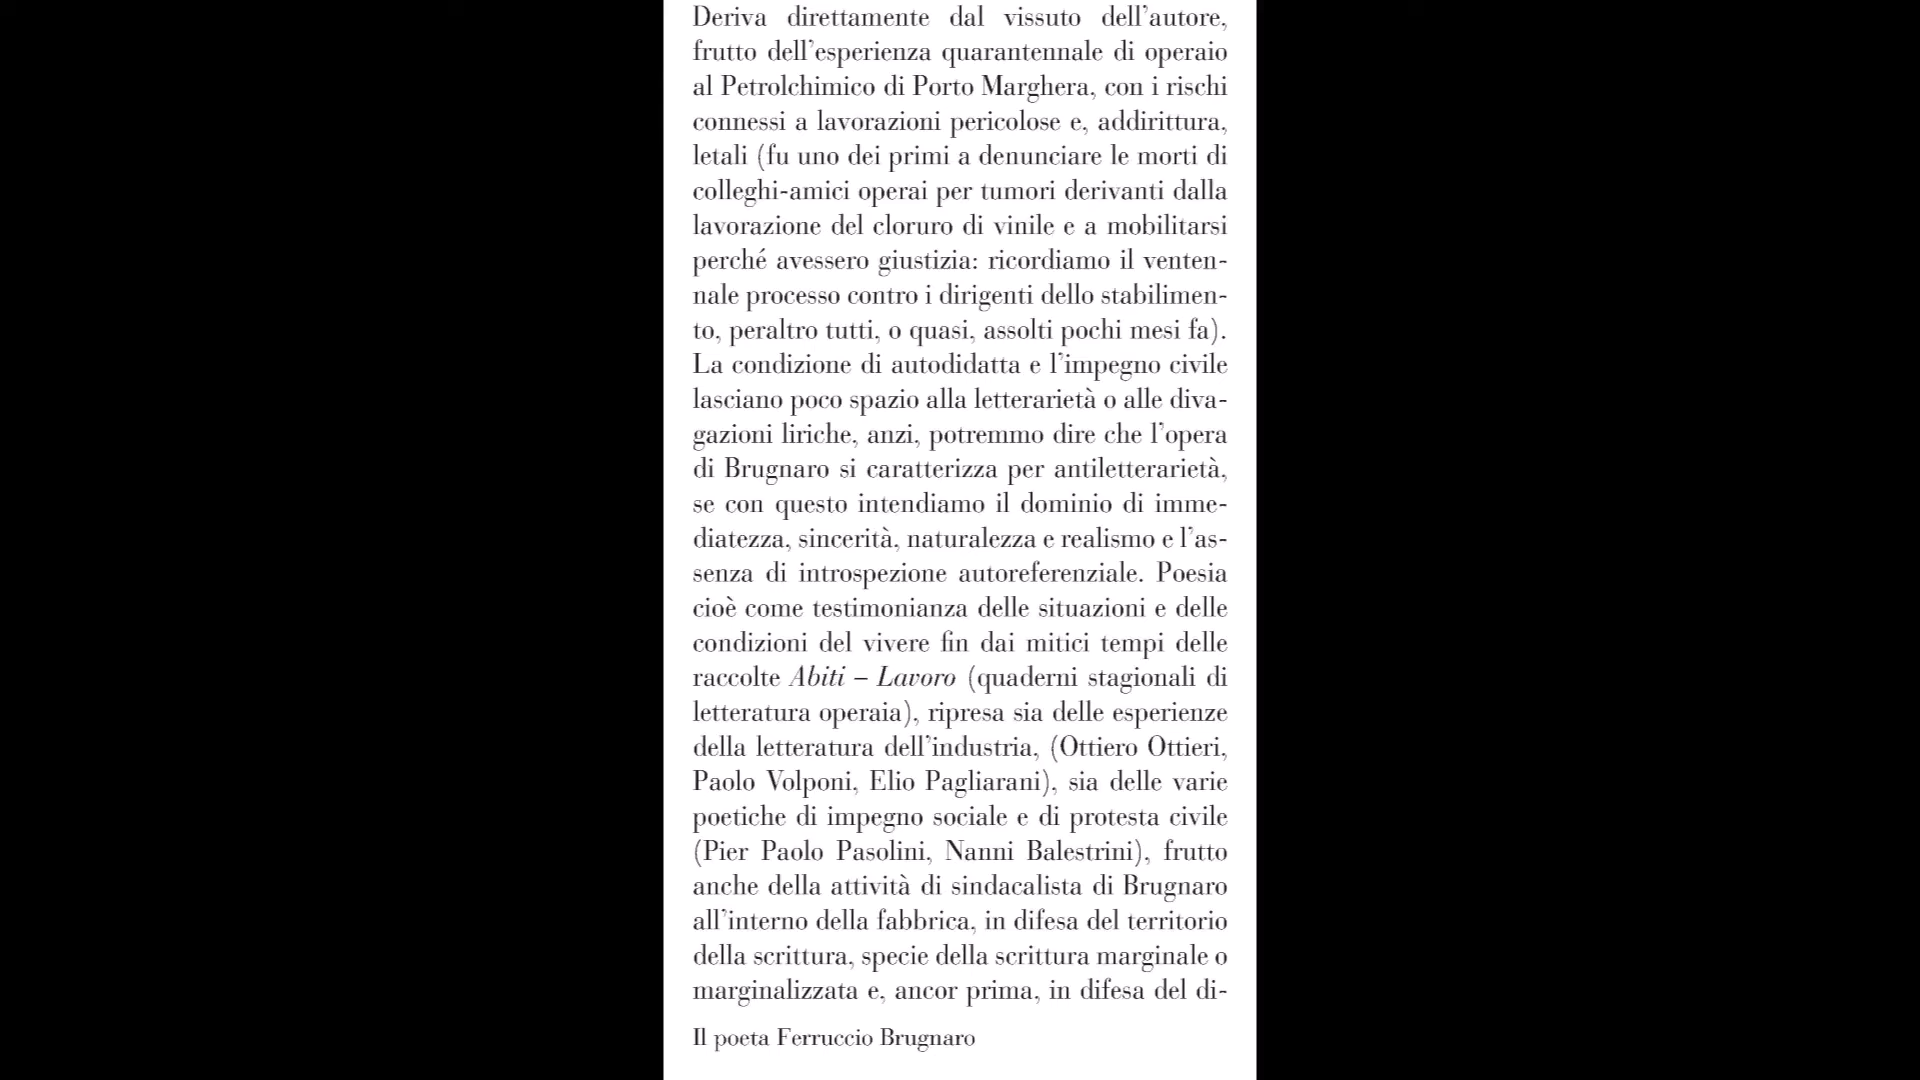 Deriva direttamente dal vissuto dell’autore,
frutto dell’esperienza quarantennale di operaio
al Petrolchimico di Porto Marghera, con i rischi
connessi a lavorazioni pericolose e, addirittura,
letali (fu uno dei primi a denunciare le morti di
colleghi-amici operai per tumori derivanti dalla
lavorazione del cloruro di vinile e a mobilitarsi
perché avessero giustizia: ricordiamo il venten-
nale processo contro i dirigenti dello stabilimen-
to, peraltro tutti, o quasi, assolti pochi mesi fa).
La condizione di autodidatta e l’impegno civile
lasciano poco spazio alla letterarietà o alle diva-
gazioni liriche, anzi, potremmo dire che l’opera
di Brugnaro si caratterizza per antiletterarietà,
se con questo intendiamo il dominio di imme-
diatezza, sincerità, naturalezza e realismo e l’as-
senza di introspezione autoreferenziale. Poesia
cioè come testimonianza delle situazioni e delle
condizioni del vivere fin dai mitici tempi delle
raccolte Abiti – Lavoro (quaderni stagionali di
letteratura operaia), ripresa sia delle esperienze
della letteratura dell’industria, (Ottiero Ottieri,
Paolo Volponi, Elio Pagliarani), sia delle varie
poetiche di impegno sociale e di protesta civile
(Pier Paolo Pasolini, Nanni Balestrini), frutto
anche della attività di sindacalista di Brugnaro
all’interno della fabbrica, in difesa del territorio
della scrittura, specie della scrittura marginale o
marginalizzata e, ancor prima, in difesa del di-
Il poeta Ferruccio Brugnaro